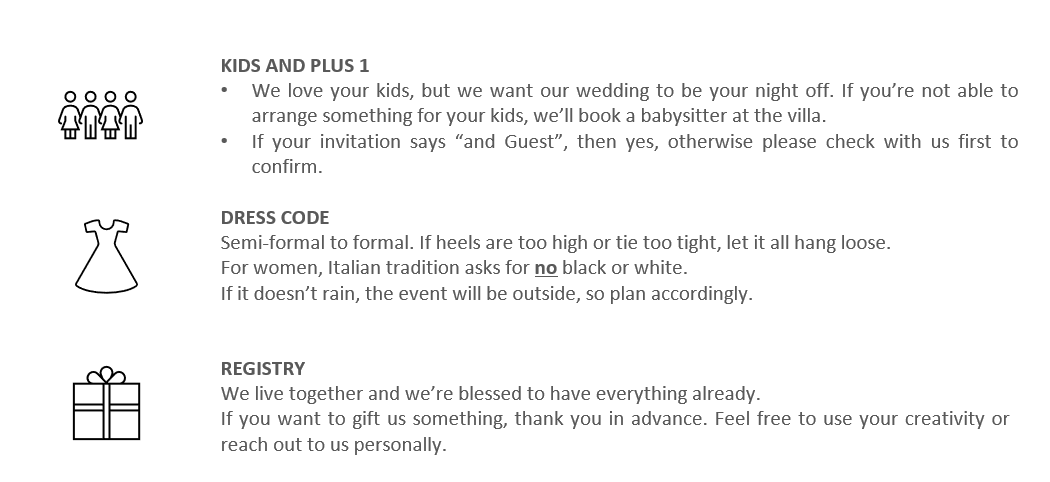 KIDS AND PLUS 1
• We love your kids, but we want our wedding to be your night off. If you’re not able to
arrange something for your kids, we’ll book a babysitter at the villa.
• If your invitation says “and Guest”, then yes, otherwise please check with us first to
confirm.
DRESS CODE
Semi-formal to formal. If heels are too high or tie too tight, let it all hang loose.
For women, Italian tradition asks for no black or white.
If it doesn’t rain, the event will be outside, so plan accordingly.
REGISTRY
We live together and we’re blessed to have everything already.
If you want to gift us something, thank you in advance. Feel free to use your creativity or
reach out to us personally.